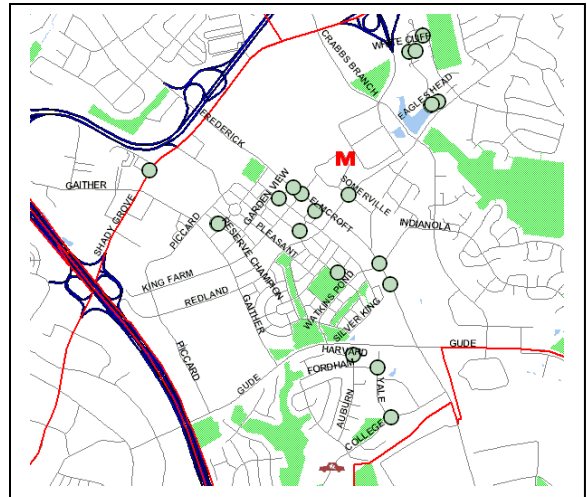 WHITE CLIFF
CRABBS BRANCH
EAGLES HEAD
FREDERICK
M
GAITHER
GARDEN VIEW
SOMERVILLE
ELMCROFT
INDIANOLA
SHADY GROVE
PICCARD
RESERVE CHAMPION
PLEASANT
KING FARM
REDLAND
WATKINS POND
GAITHER
SILVER KING
PICCARD
HARVARD
GUDE
FORDHAM
GUDE
YALE
AUBURN
COLLEGE